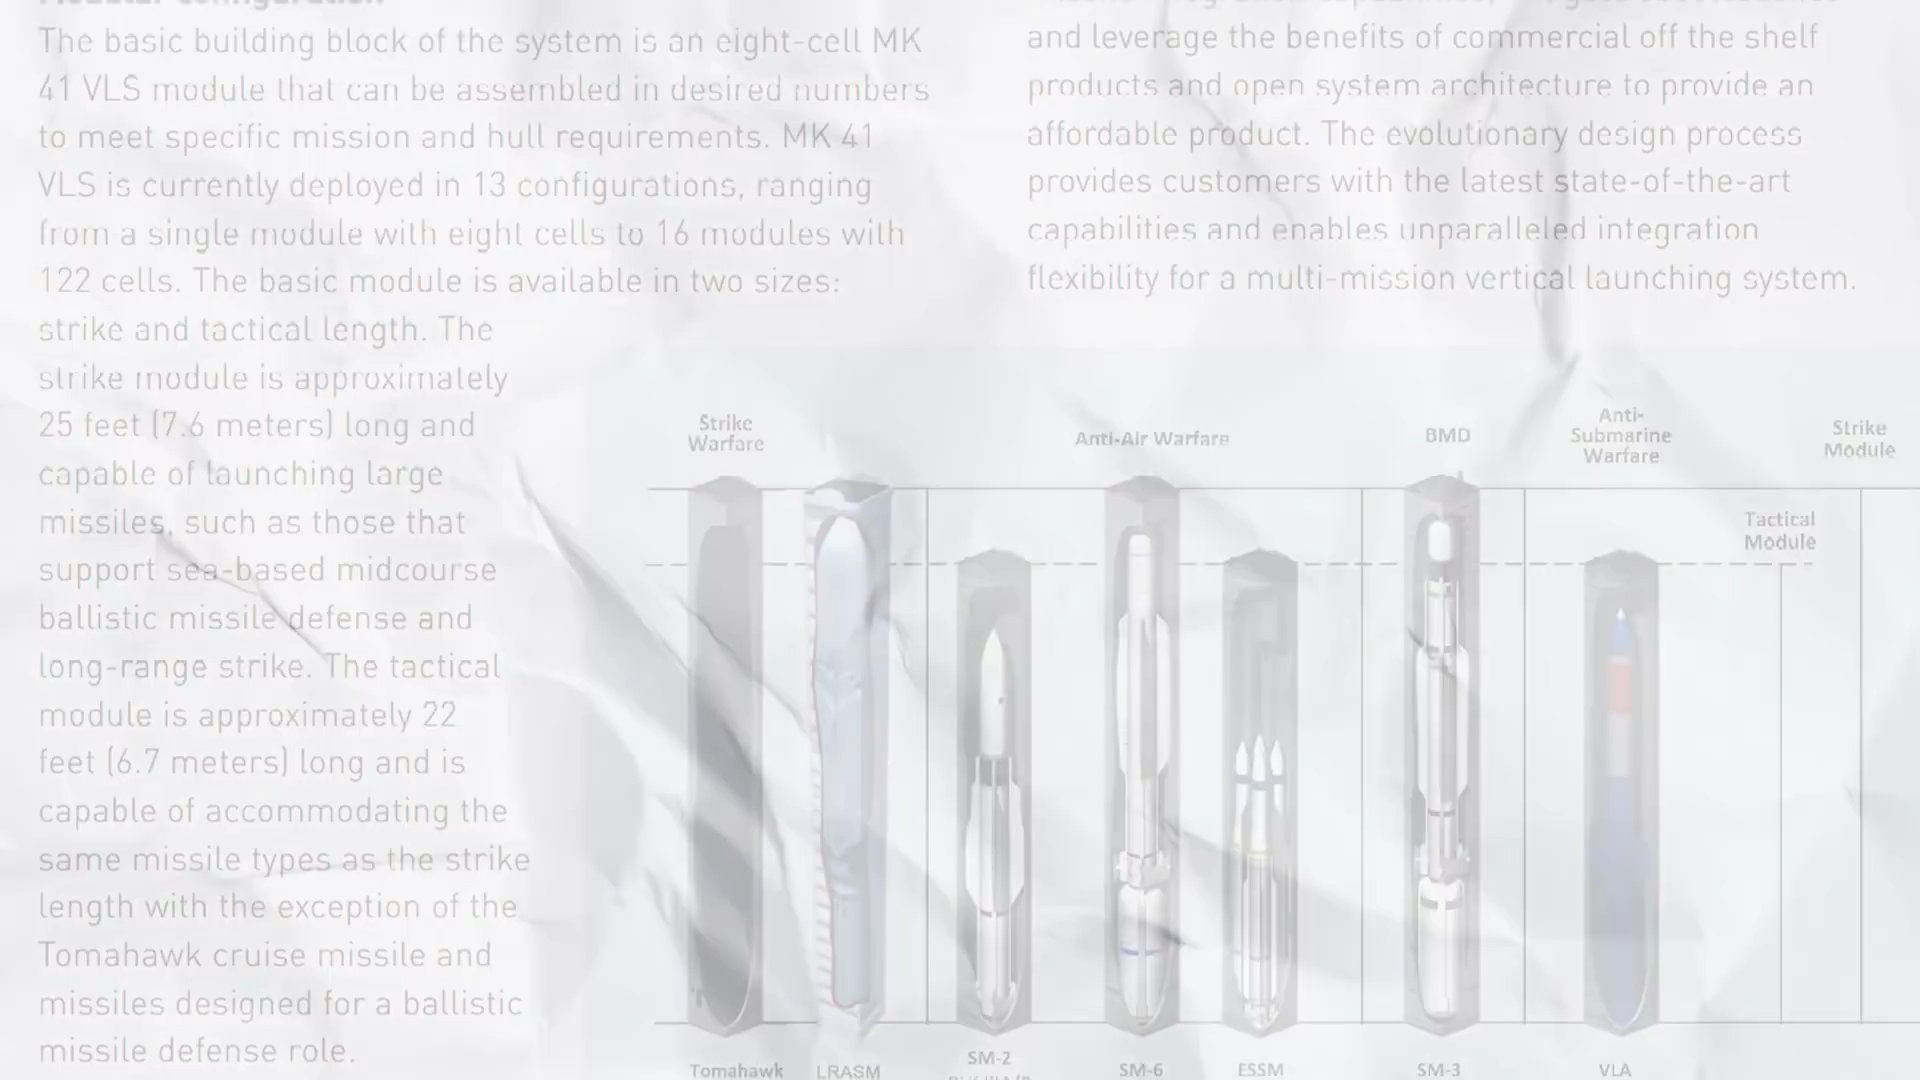 Modular Configuration
The basic building block of the system is an eight-cell MK
41 VLS module that can be assembled in desired numbers
to meet specific mission and hull requirements. MK 41
VLS is currently deployed in 13 configurations, ranging
from a single module with eight cells to 16 modules with
122 cells. The basic module is available in two sizes:
strike and tactical length. The
strike module is approximately
25 feet (7.6 meters) long and
capable of launching large
missiles, such as those that
support sea-based midcourse
ballistic missile defense and
long-range strike. The tactical
module is approximately 22
feet (6.7 meters) long and is
capable of accommodating the
same missile types as the strike
length with the exception of the
Tomahawk cruise missile and
missiles designed for a ballistic
missile defense role.
and leverage the benefits of commercial off the shelf
products and open system architecture to provide an
affordable product. The evolutionary design process
provides customers with the latest state-of-the-art
capabilities and enables unparalleled integration
flexibility for a multi-mission vertical launching system.
Strike
Warfare
Anti-Air Warfare
BMD
Anti-
Submarine
Warfare
Strike
Module
Tactical
Module
Tomahawk
LRASM
SM-2
SM-6
ESSM
SM-3
VLA